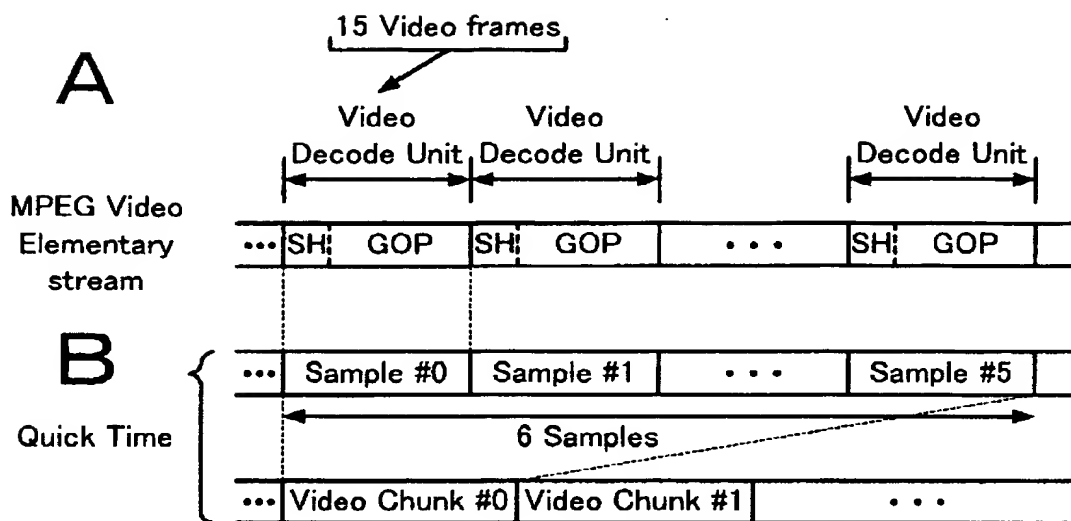 15 Video frames
A
Video
Decode Unit
Video
Decode Unit
Video
Decode Unit
MPEG Video
Elementary
stream
••• SH GOP SH GOP • • • SH GOP
B
••• Sample #0 Sample #1 • • • Sample #5
Quick Time
6 Samples
••• Video Chunk #0 Video Chunk #1 • • •